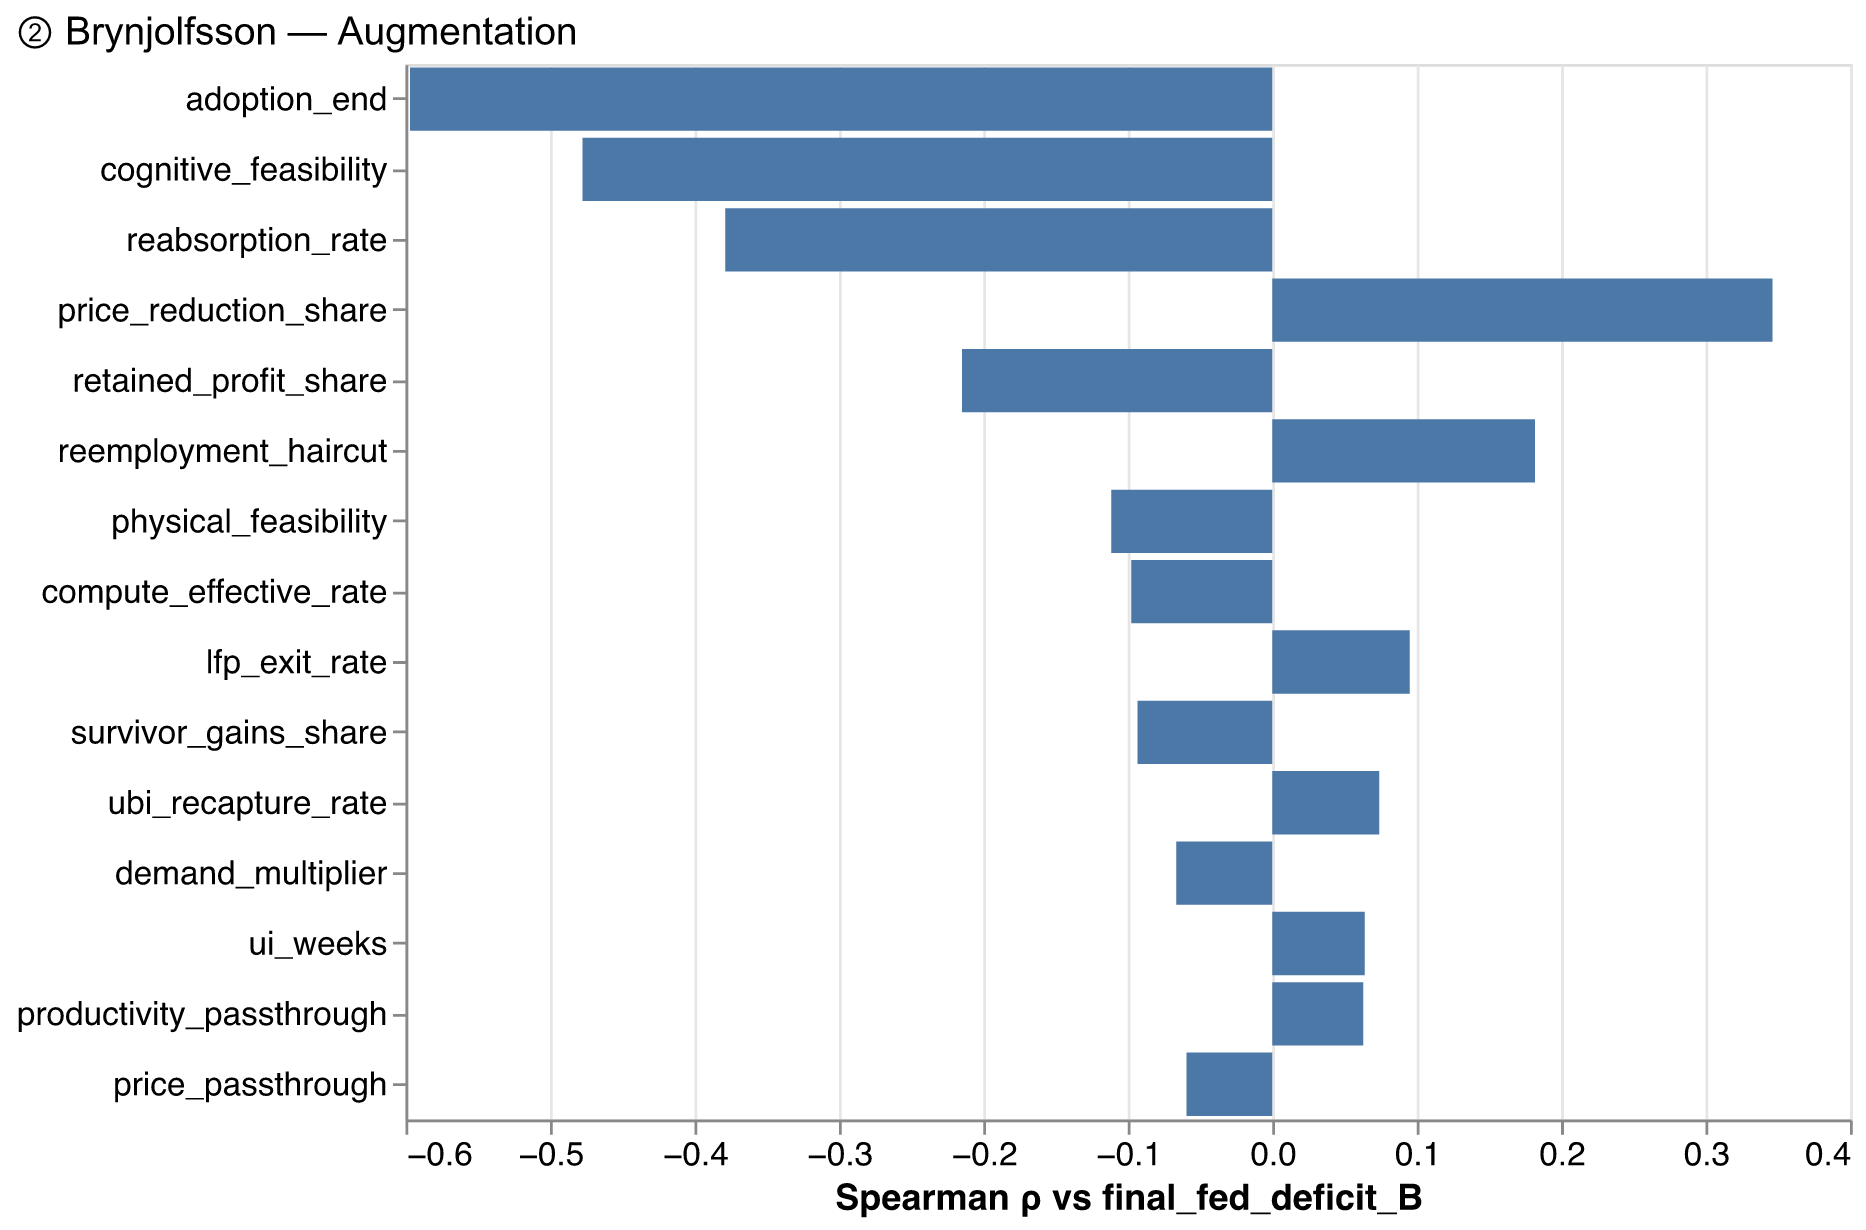 ② Brynjolfsson — Augmentation
adoption_end
cognitive_feasibility
reabsorption_rate
price_reduction_share
retained_profit_share
reemployment_haircut
physical_feasibility
compute_effective_rate
lfp_exit_rate
survivor_gains_share
ubi_recapture_rate
demand_multiplier
ui_weeks
productivity_passthrough
price_passthrough
−0.6 −0.5 −0.4 −0.3 −0.2 −0.1 0.0 0.1 0.2 0.3 0.4
Spearman ρ vs final_fed_deficit_B